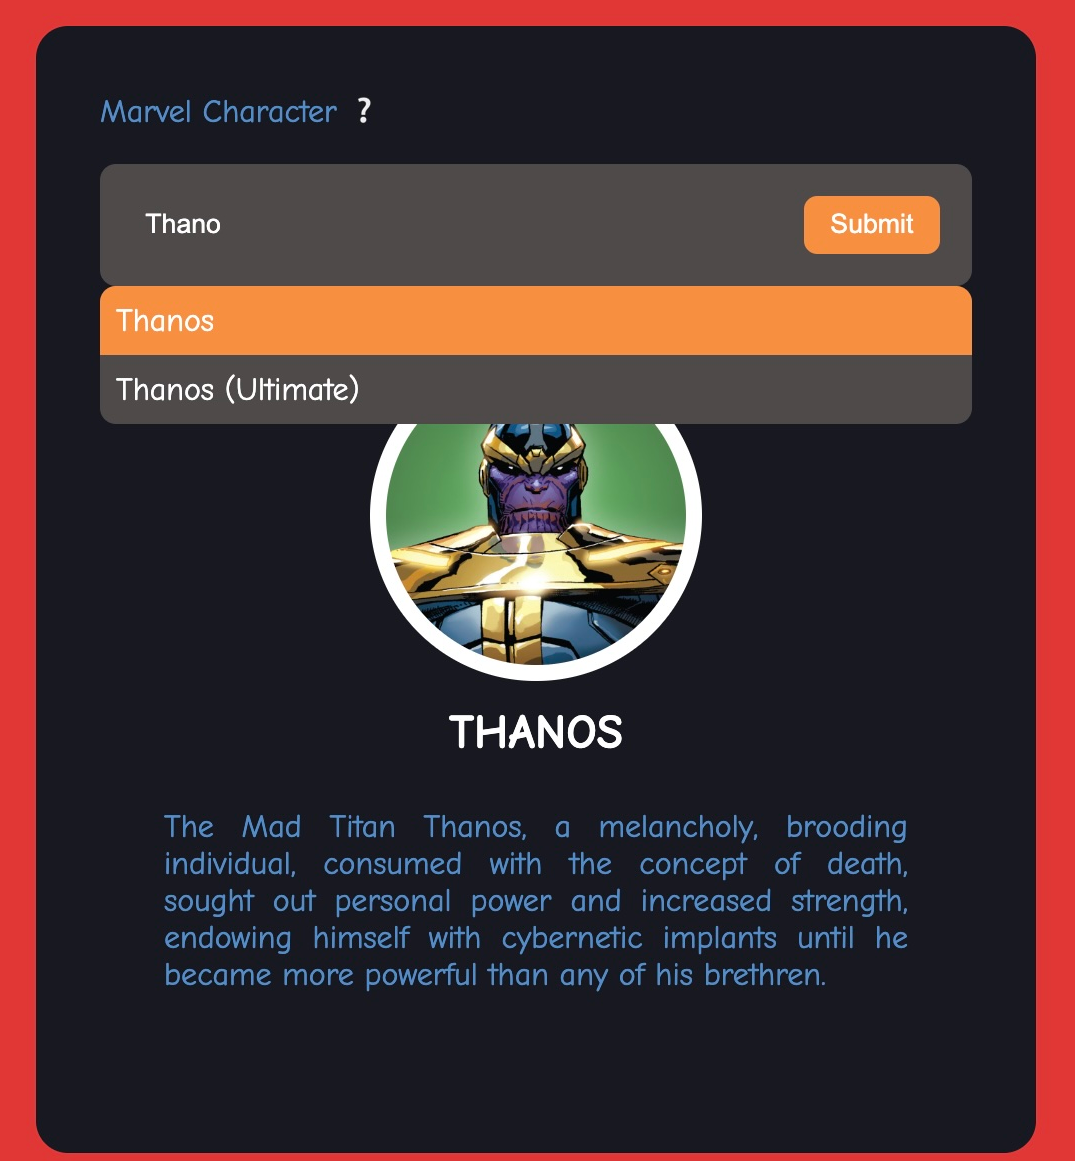 Marvel Character ❔
Thano
Submit
Thanos
Thanos (Ultimate)
THANOS
The Mad Titan Thanos, a melancholy, brooding
individual, consumed with the concept of death,
sought out personal power and increased strength,
endowing himself with cybernetic implants until he
became more powerful than any of his brethren.